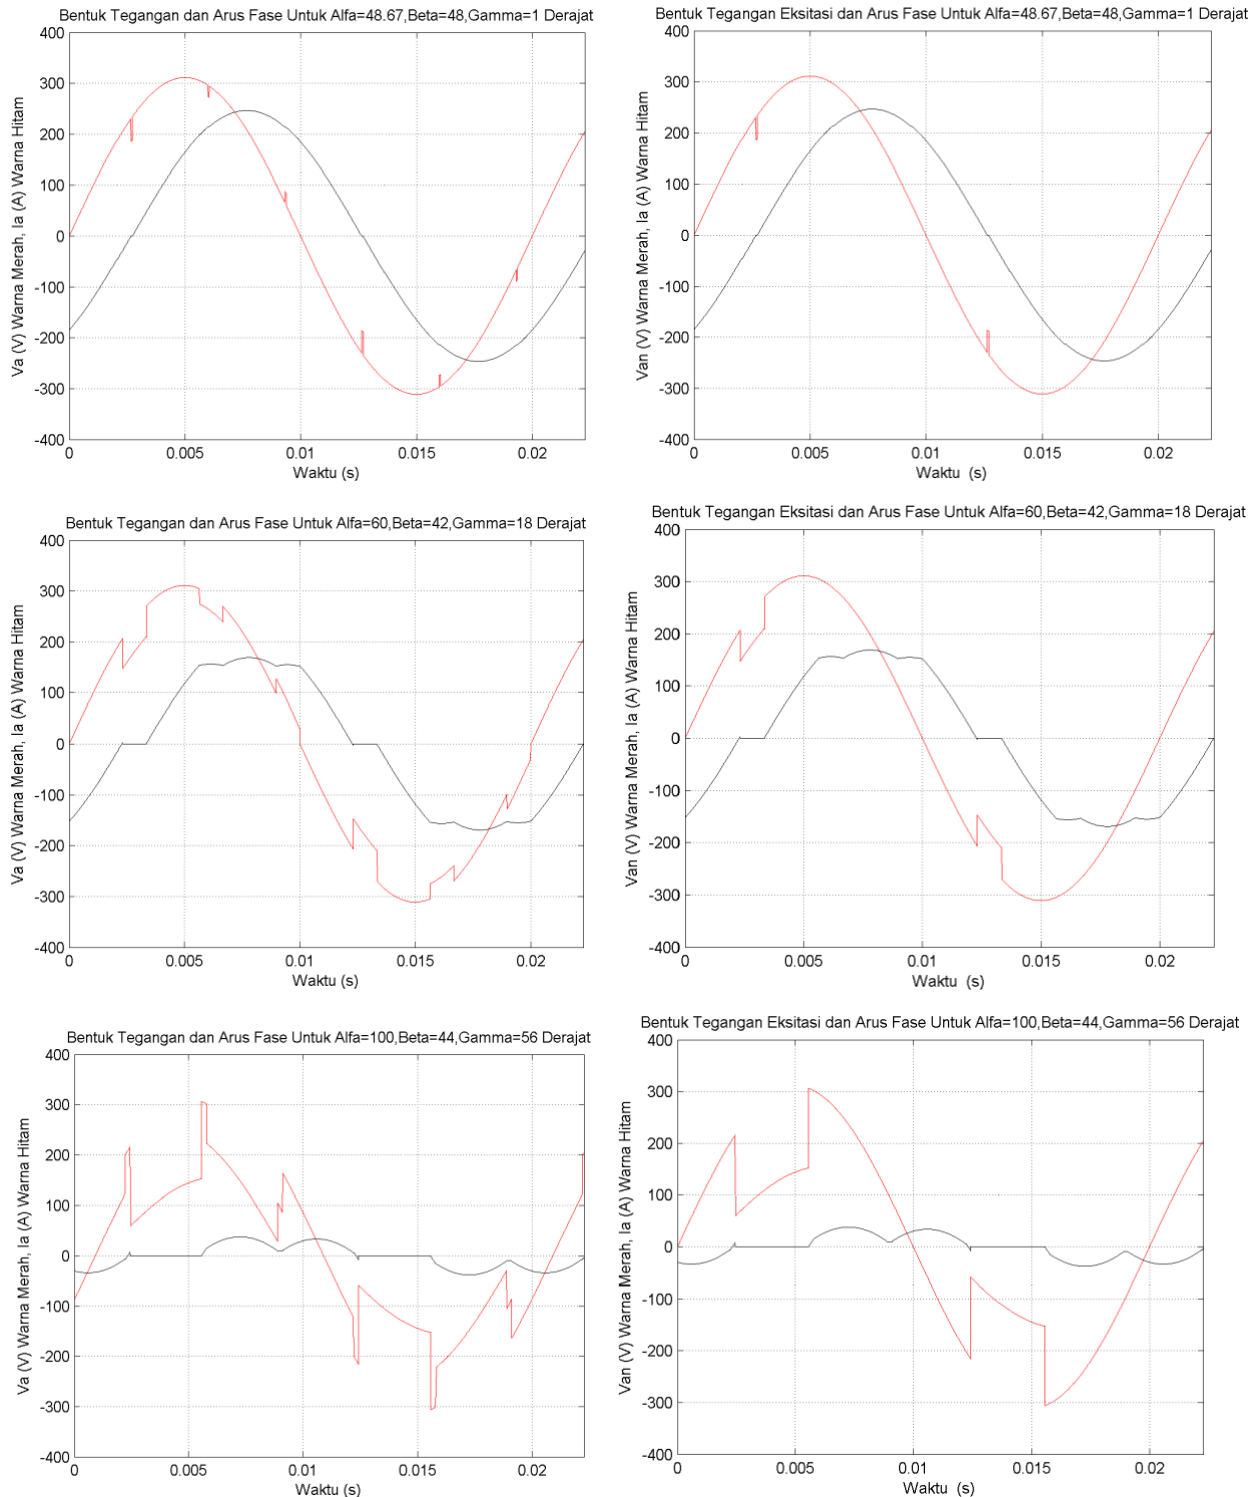 Bentuk Tegangan dan Arus Fase Untuk Alfa=48.67,Beta=48,Gamma=1 Derajat
400
300
200
100
0
-100
-200
-300
-400
Va (V) Warna Merah, Ia (A) Warna Hitam
0 0.005 0.01 0.015 0.02
Waktu (s)
Bentuk Tegangan Eksitasi dan Arus Fase Untuk Alfa=48.67,Beta=48,Gamma=1 Derajat
400
300
200
100
0
-100
-200
-300
-400
Van (V) Warna Merah, Ia (A) Warna Hitam
0 0.005 0.01 0.015 0.02
Waktu (s)
Bentuk Tegangan dan Arus Fase Untuk Alfa=60,Beta=42,Gamma=18 Derajat
400
300
200
100
0
-100
-200
-300
-400
Va (V) Warna Merah, Ia (A) Warna Hitam
0 0.005 0.01 0.015 0.02
Waktu (s)
Bentuk Tegangan Eksitasi dan Arus Fase Untuk Alfa=60,Beta=42,Gamma=18 Derajat
400
300
200
100
0
-100
-200
-300
-400
Van (V) Warna Merah, Ia (A) Warna Hitam
0 0.005 0.01 0.015 0.02
Waktu (s)
Bentuk Tegangan dan Arus Fase Untuk Alfa=100,Beta=44,Gamma=56 Derajat
400
300
200
100
0
-100
-200
-300
-400
Va (V) Warna Merah, Ia (A) Warna Hitam
0 0.005 0.01 0.015 0.02
Waktu (s)
Bentuk Tegangan Eksitasi dan Arus Fase Untuk Alfa=100,Beta=44,Gamma=56 Derajat
400
300
200
100
0
-100
-200
-300
-400
Van (V) Warna Merah, Ia (A) Warna Hitam
0 0.005 0.01 0.015 0.02
Waktu (s)